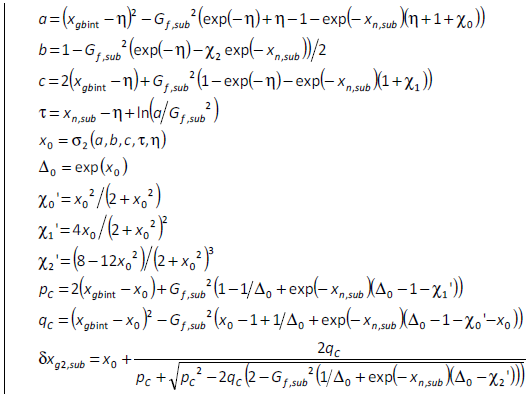 a = (x_gbint − η)² − G_f,sub² (exp(−η) + η − 1 − exp(−x_n,sub)(η + 1 + χ₀))
b = 1 − G_f,sub² (exp(−η) − χ₂ exp(−x_n,sub))/2
c = 2(x_gbint − η) + G_f,sub² (1 − exp(−η) − exp(−x_n,sub)(1 + χ₁))
τ = x_n,sub − η + ln(a/G_f,sub²)
x₀ = σ₂(a, b, c, τ, η)
Δ₀ = exp(x₀)
χ₀' = x₀²/(2 + x₀²)
χ₁' = 4x₀/(2 + x₀²)²
χ₂' = (8 − 12x₀²)/(2 + x₀²)³
p_C = 2(x_gbint − x₀) + G_f,sub² (1 − 1/Δ₀ + exp(−x_n,sub)(Δ₀ − 1 − χ₁'))
q_C = (x_gbint − x₀)² − G_f,sub² (x₀ − 1 + 1/Δ₀ + exp(−x_n,sub)(Δ₀ − 1 − χ₀' − x₀))
δx_g2,sub = x₀ + 2q_C / (p_C + √(p_C² − 2q_C (2 − G_f,sub² (1/Δ₀ + exp(−x_n,sub)(Δ₀ − χ₂')))))